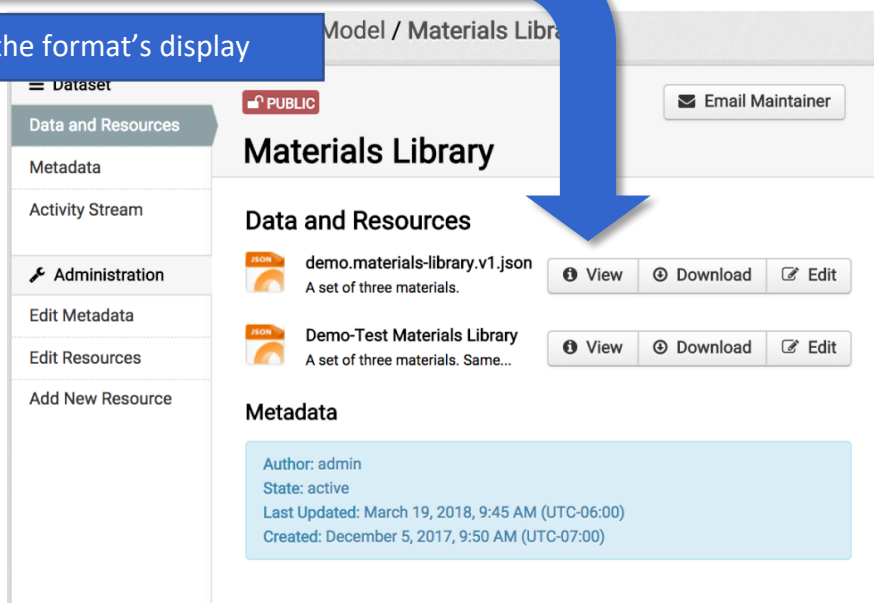 Model / Materials Libra
the format's display
Dataset
PUBLIC
Email Maintainer
Data and Resources
Materials Library
Metadata
Activity Stream
Data and Resources
JSON
demo.materials-library.v1.json
View
Download
Edit
A set of three materials.
Administration
Edit Metadata
JSON
Demo-Test Materials Library
View
Download
Edit
A set of three materials. Same...
Edit Resources
Add New Resource
Metadata
Author: admin
State: active
Last Updated: March 19, 2018, 9:45 AM (UTC-06:00)
Created: December 5, 2017, 9:50 AM (UTC-07:00)